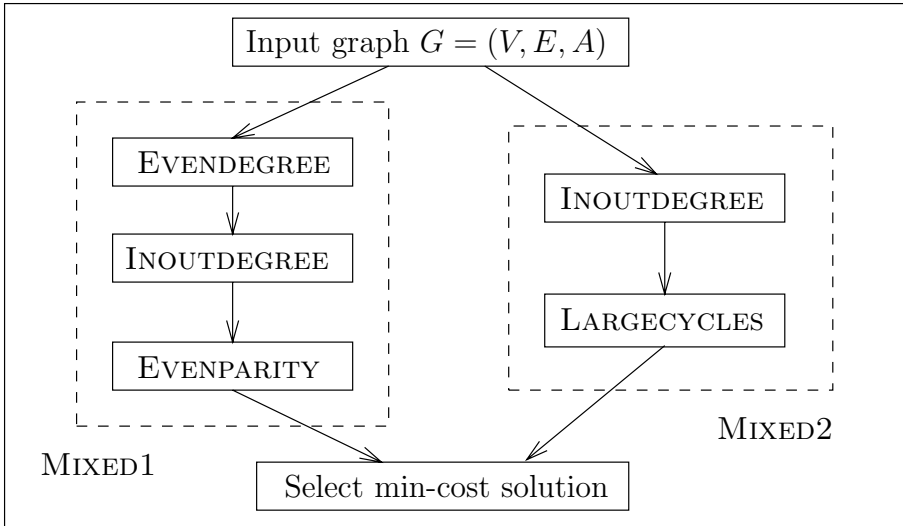 Input graph G = (V, E, A)
EVENDEGREE
INOUTDEGREE
EVENPARITY
MIXED1
INOUTDEGREE
LARGECYCLES
MIXED2
Select min-cost solution